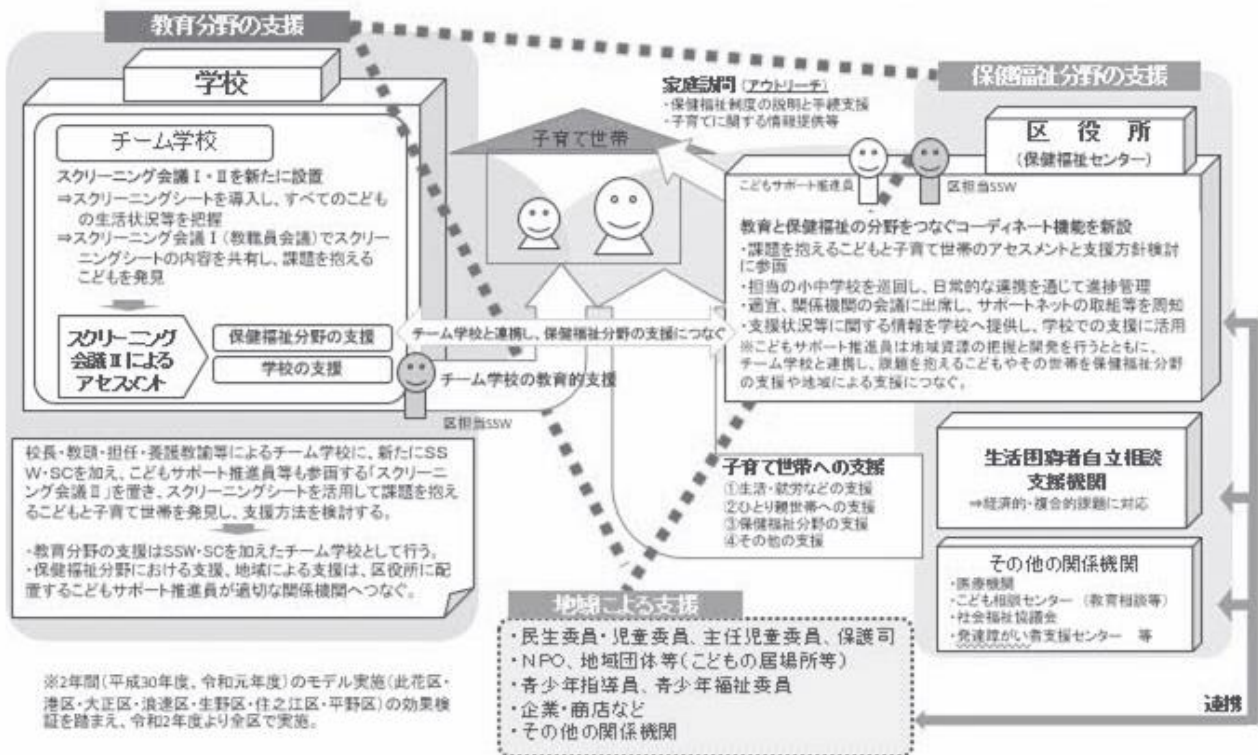 教育分野の支援
学校
チーム学校
スクリーニング会議Ⅰ・Ⅱを新たに設置
⇒スクリーニングシートを導入し、すべてのこども
の生活状況等を把握
⇒スクリーニング会議Ⅰ（教職員会議）でスクリー
ニングシートの内容を共有し、課題を抱える
こどもを発見
スクリーニング
会議Ⅱによる
アセスメント
保健福祉分野の支援
学校の支援
区担当SSW
チーム学校と連携し、保健福祉分野の支援につなぐ
チーム学校の教育的支援
校長・教頭・担任・養護教諭等によるチーム学校に、新たにSS
W・SCを加え、こどもサポート推進員等も参画する「スクリーニ
ング会議Ⅱ」を置き、スクリーニングシートを活用して課題を抱え
るこどもと子育て世帯を発見し、支援方法を検討する。
・教育分野の支援はSSW・SCを加えたチーム学校として行う。
・保健福祉分野における支援、地域による支援は、区役所に配
置するこどもサポート推進員が適切な関係機関へつなぐ。
※2年間（平成30年度、令和元年度）のモデル実施（此花区・
港区・大正区・浪速区・生野区・住之江区・平野区）の効果検
証を踏まえ、令和2年度より全区で実施。
家庭訪問（アウトリーチ）
・保健福祉制度の説明と手続支援
・子育てに関する情報提供等
子育て世帯
保健福祉分野の支援
区役所
（保健福祉センター）
こどもサポート推進員
区担当SSW
教育と保健福祉の分野をつなぐコーディネート機能を新設
・課題を抱えるこどもと子育て世帯のアセスメントと支援方針検討
に参画
・担当の小中学校を巡回し、日常的な連携を通じて進捗管理
・適宜、関係機関の会議に出席し、サポートネットの取組等を周知
・支援状況等に関する情報を学校へ提供し、学校での支援に活用
※こどもサポート推進員は地域資源の把握と開発を行うとともに、
チーム学校と連携し、課題を抱えるこどもやその世帯を保健福祉分野
の支援や地域による支援につなぐ。
子育て世帯への支援
①生活・就労などの支援
②ひとり親世帯への支援
③保健福祉分野の支援
④その他の支援
生活困窮者自立相談
支援機関
⇒経済的・複合的課題に対応
その他の関係機関
・医療機関
・こども相談センター （教育相談等）
・社会福祉協議会
・発達障がい者支援センター 等
地域による支援
・民生委員・児童委員、主任児童委員、保護司
・NPO、地域団体等（こどもの居場所等）
・青少年指導員、青少年福祉委員
・企業・商店など
・その他の関係機関
連携